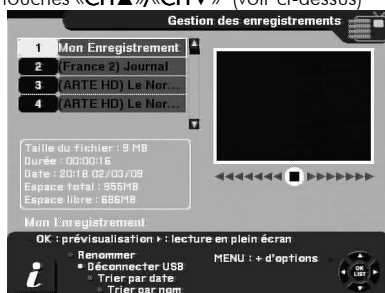 touches «CH▲»/«CH▼» (voir ci-dessus)
Gestion des enregistrements
1 Mon Enregistrement
2 (France 2) Journal
3 (ARTE HD) Le Nor...
4 (ARTE HD) Le Nor...
Taille du fichier : 9 MB
Durée : 00:00:16
Date : 20:18 02/03/09
Espace total : 955MB
Espace libre : 686MB
Mon Enregistrement
OK : prévisualisation ▸ : lecture en plein écran
Renommer
Déconnecter USB
Trier par date
Trier par nom
MENU : + d'options
OK
LIST
i